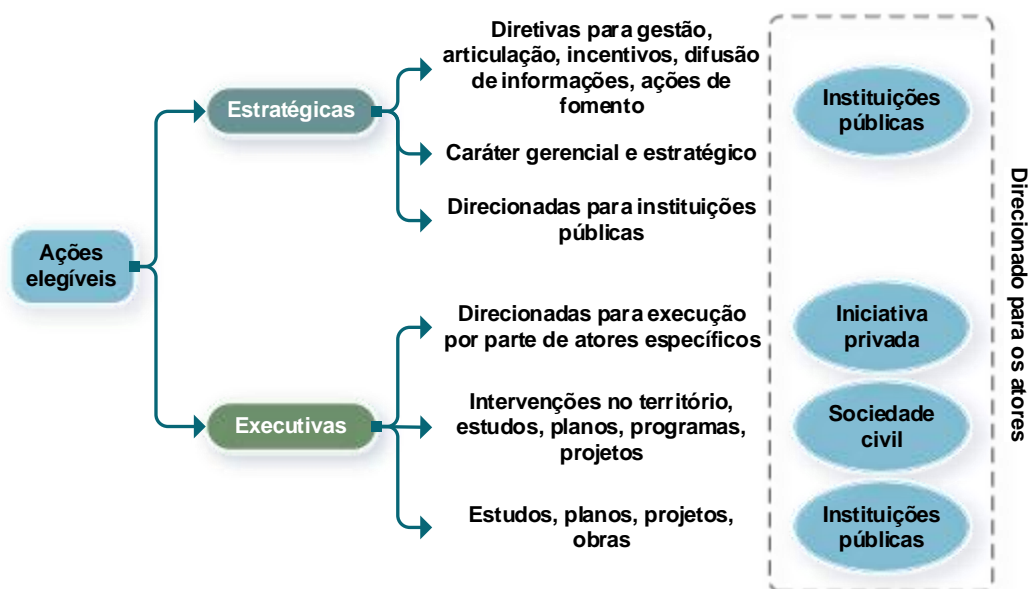 Ações
elegíveis
Estratégicas
Diretivas para gestão,
articulação, incentivos, difusão
de informações, ações de
fomento
Caráter gerencial e estratégico
Direcionadas para instituições
públicas
Executivas
Direcionadas para execução
por parte de atores específicos
Intervenções no território,
estudos, planos, programas,
projetos
Estudos, planos, projetos,
obras
Instituições
públicas
Iniciativa
privada
Sociedade
civil
Instituições
públicas
Direcionado para os atores